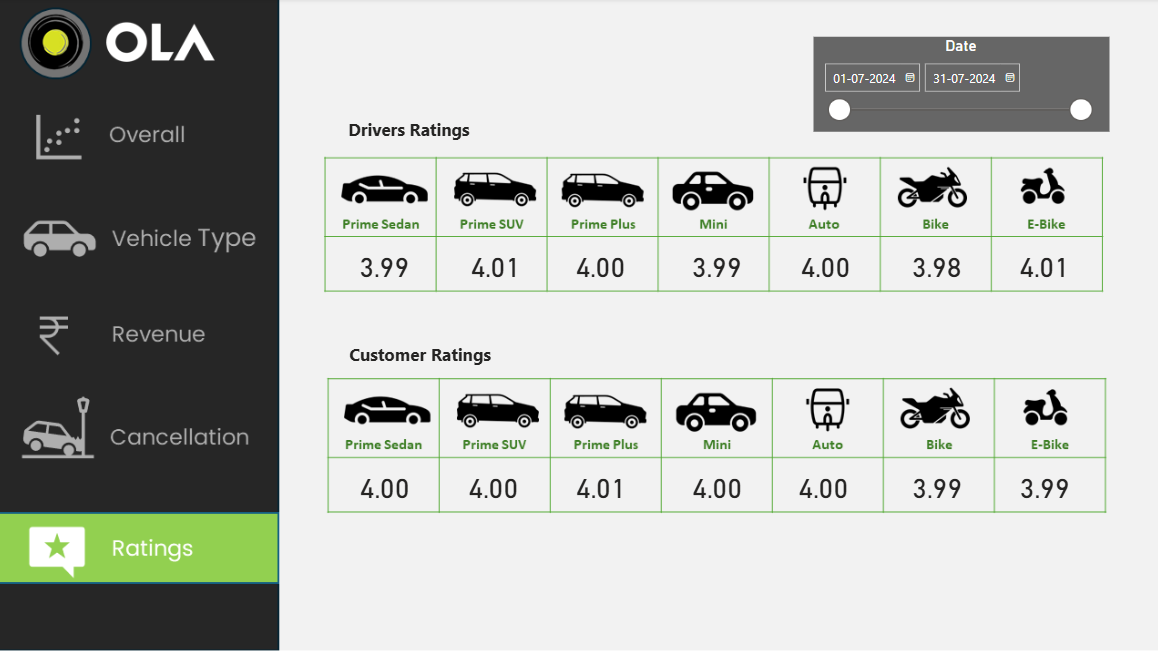 OLA
Overall
Vehicle Type
Revenue
Cancellation
Ratings
Date
01-07-2024 31-07-2024
Drivers Ratings
Prime Sedan Prime SUV Prime Plus Mini Auto Bike E-Bike
3.99 4.01 4.00 3.99 4.00 3.98 4.01
Customer Ratings
Prime Sedan Prime SUV Prime Plus Mini Auto Bike E-Bike
4.00 4.00 4.01 4.00 4.00 3.99 3.99